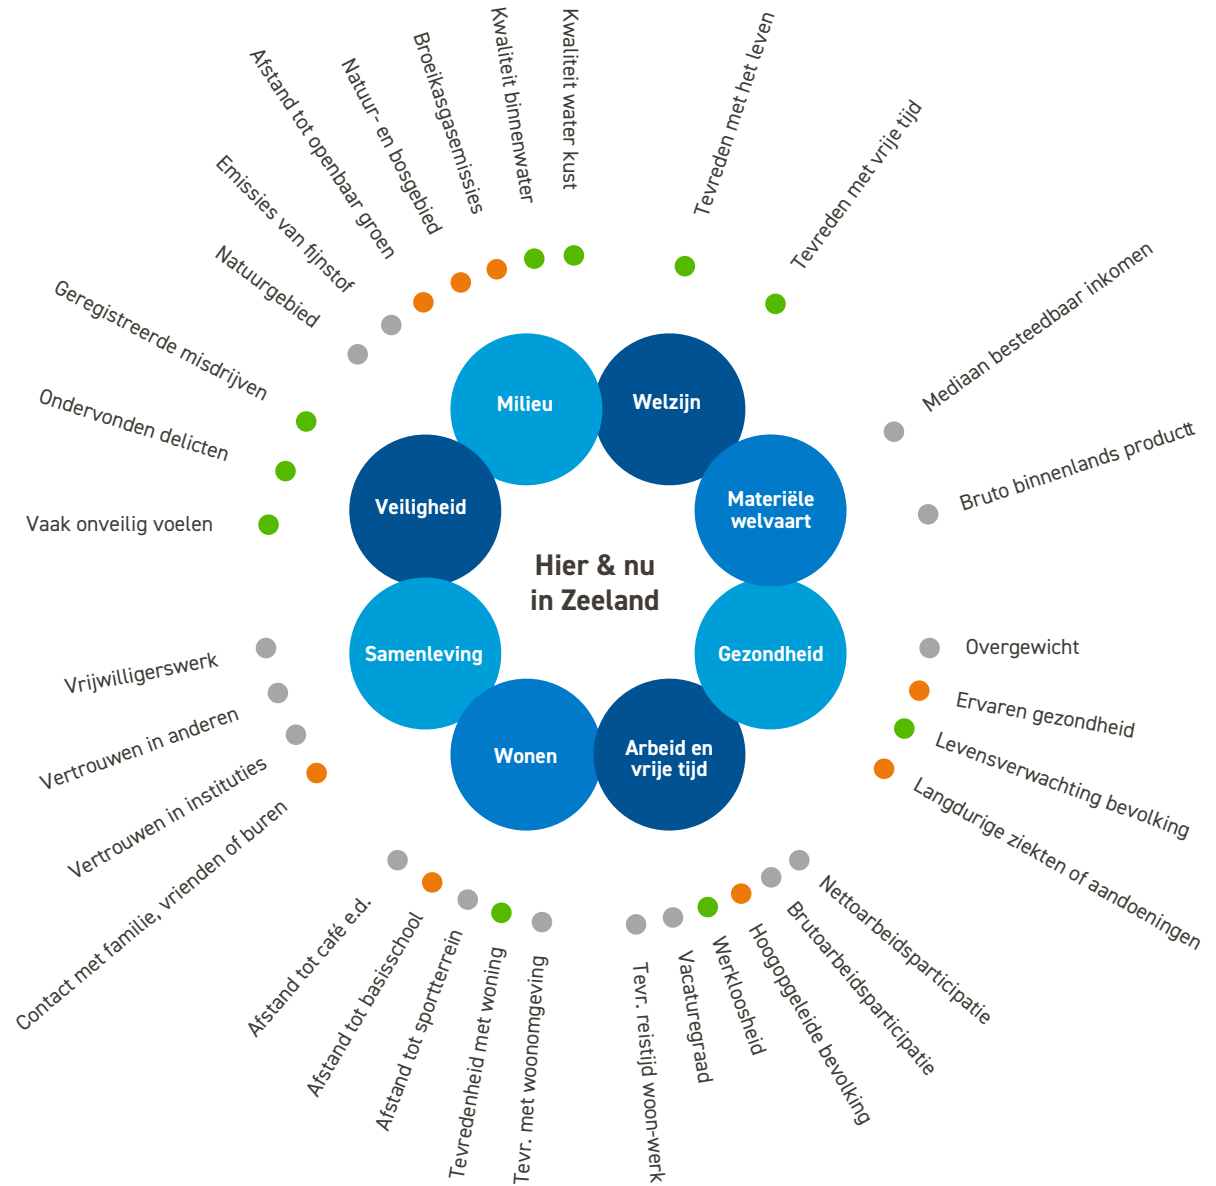 Kwaliteit water kust
Kwaliteit binnenwater
Broeikasgasemissies
Natuur- en bosgebied
Afstand tot openbaar groen
Emissies van fijnstof
Natuurgebied
Tevreden met het leven
Tevreden met vrije tijd
Mediaan besteedbaar inkomen
Bruto binnenlands productt
Geregistreerde misdrijven
Ondervonden delicten
Vaak onveilig voelen
Milieu
Welzijn
Veiligheid
Materiële
welvaart
Hier & nu
in Zeeland
Samenleving
Gezondheid
Wonen
Arbeid en
vrije tijd
Overgewicht
Ervaren gezondheid
Levensverwachting bevolking
Langdurige ziekten of aandoeningen
Vrijwilligerswerk
Vertrouwen in anderen
Vertrouwen in instituties
Contact met familie, vrienden of buren
Afstand tot café e.d.
Afstand tot basisschool
Afstand tot sportterrein
Tevredenheid met woning
Tevr. met woonomgeving
Tevr. reistijd woon-werk
Vacaturegraad
Werkloosheid
Hoogopgeleide bevolking
Brutoarbeidsparticipatie
Nettoarbeidsparticipatie